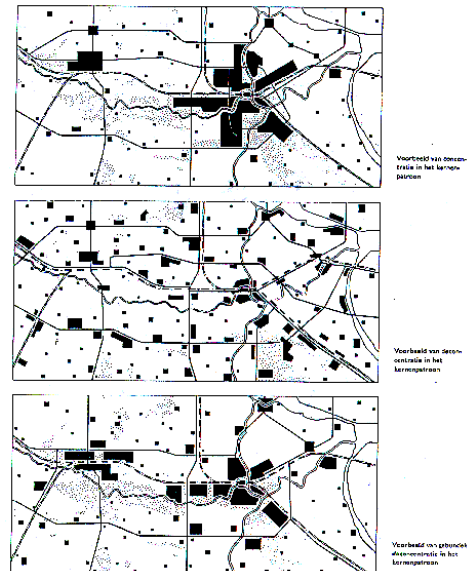 Voorbeeld van concen-
tratie in het kernen-
patroon
Voorbeeld van decon-
centratie in het
kernenpatroon
Voorbeeld van gebundelde
deconcentratie in het
kernenpatroon